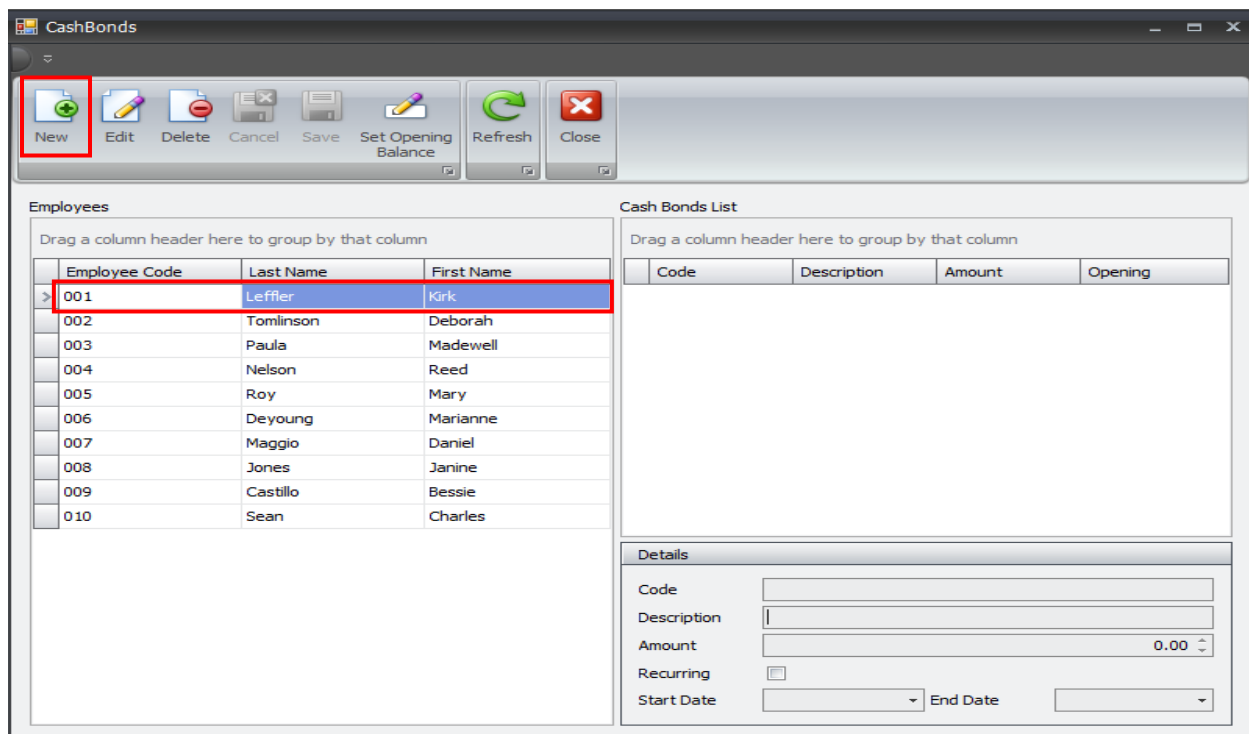 CashBonds
New Edit Delete Cancel Save Set Opening Balance Refresh Close
Employees
Drag a column header here to group by that column
Employee Code Last Name First Name
001 Leffler Kirk
002 Tomlinson Deborah
003 Paula Madewell
004 Nelson Reed
005 Roy Mary
006 Deyoung Marianne
007 Maggio Daniel
008 Jones Janine
009 Castillo Bessie
010 Sean Charles
Cash Bonds List
Drag a column header here to group by that column
Code Description Amount Opening
Details
Code
Description
Amount 0.00
Recurring
Start Date End Date